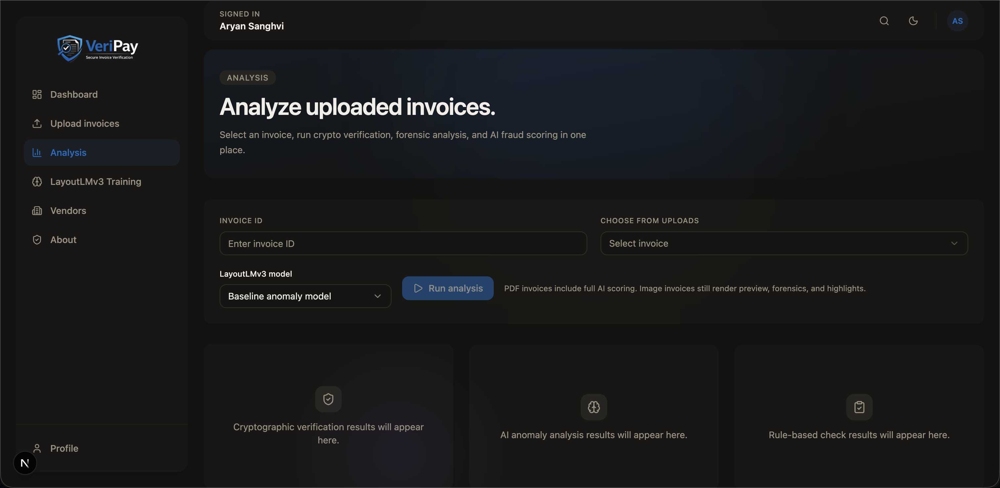 VeriPay
Secure Invoice Verification
Dashboard
Upload invoices
Analysis
LayoutLMv3 Training
Vendors
About
Profile
N
SIGNED IN
Aryan Sanghvi
AS
ANALYSIS
Analyze uploaded invoices.
Select an invoice, run crypto verification, forensic analysis, and AI fraud scoring in one
place.
INVOICE ID
Enter invoice ID
CHOOSE FROM UPLOADS
Select invoice
LayoutLMv3 model
Baseline anomaly model
Run analysis
PDF invoices include full AI scoring. Image invoices still render preview, forensics, and highlights.
Cryptographic verification results will appear
here.
AI anomaly analysis results will appear here.
Rule-based check results will appear here.